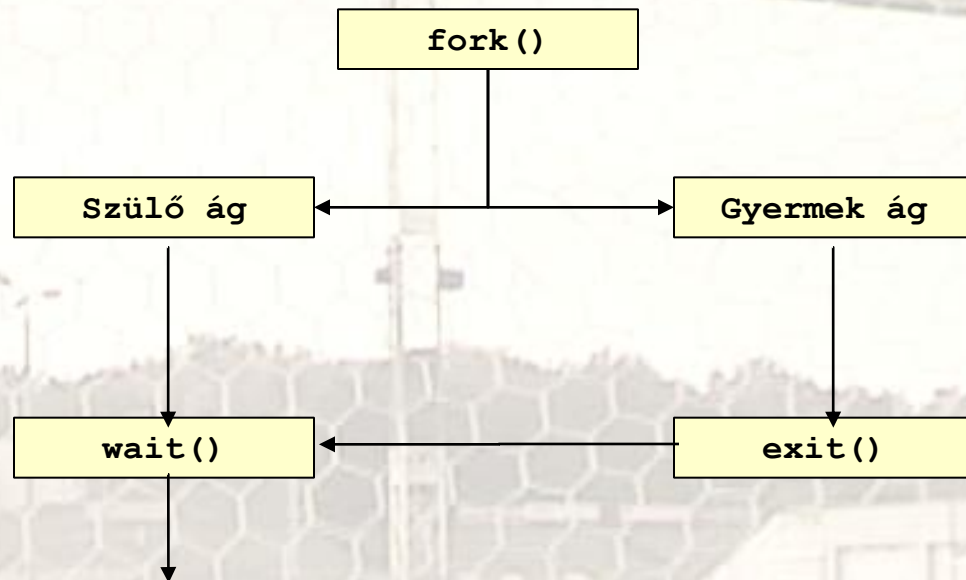 fork()
Szülő ág
Gyermek ág
wait()
exit()